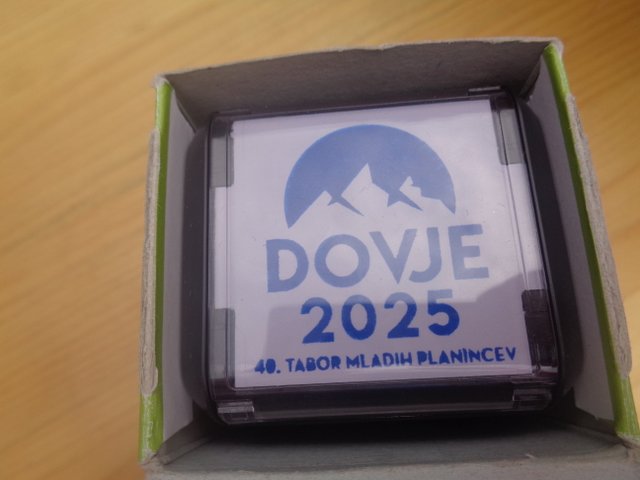 DOVJE
2025
40. TABOR MLADIH PLANINCEV